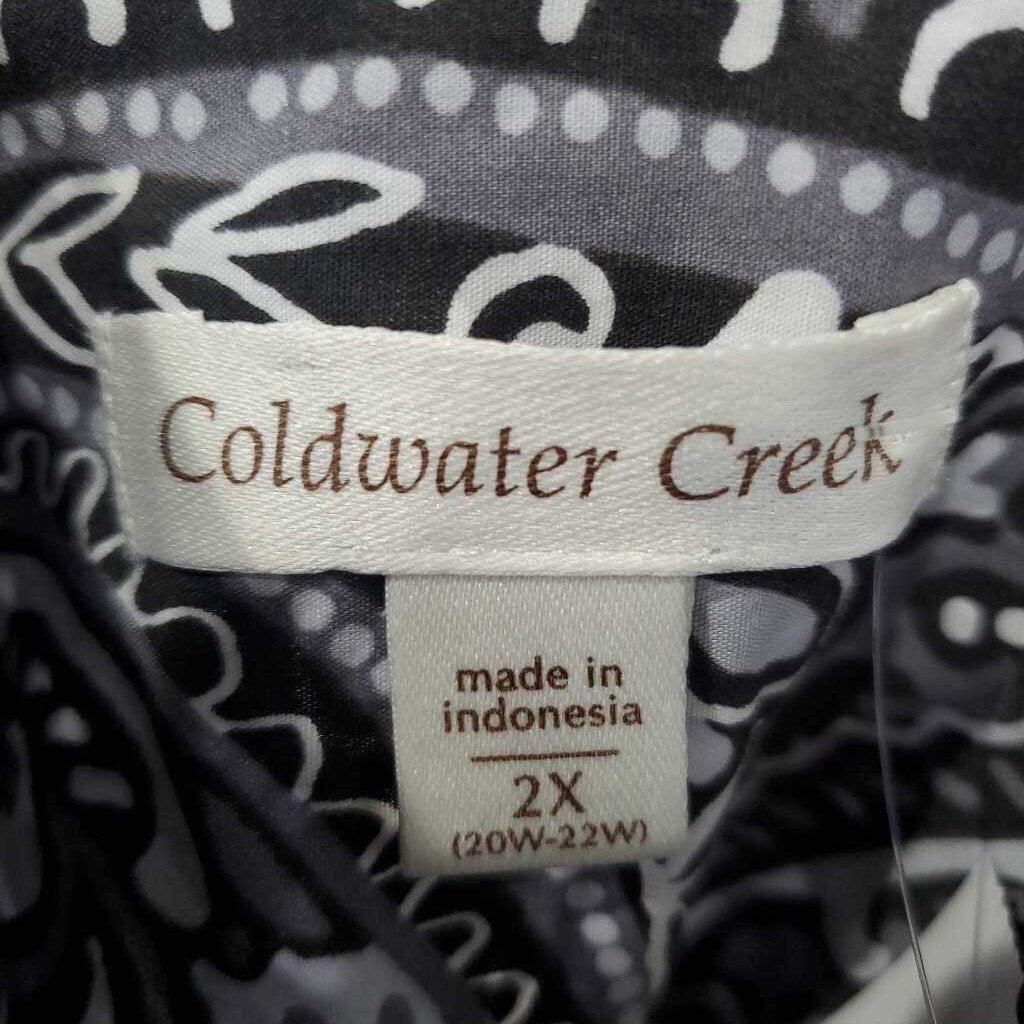 Coldwater Creek
made in
indonesia
2X
(20W-22W)